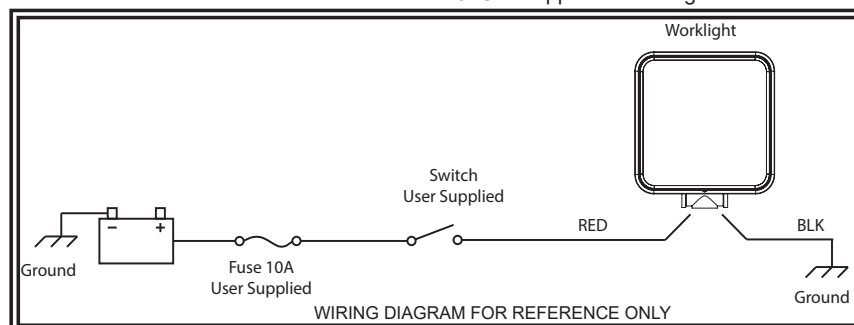 Worklight
Switch
User Supplied
RED
BLK
- +
Ground
Fuse 10A
User Supplied
Ground
WIRING DIAGRAM FOR REFERENCE ONLY